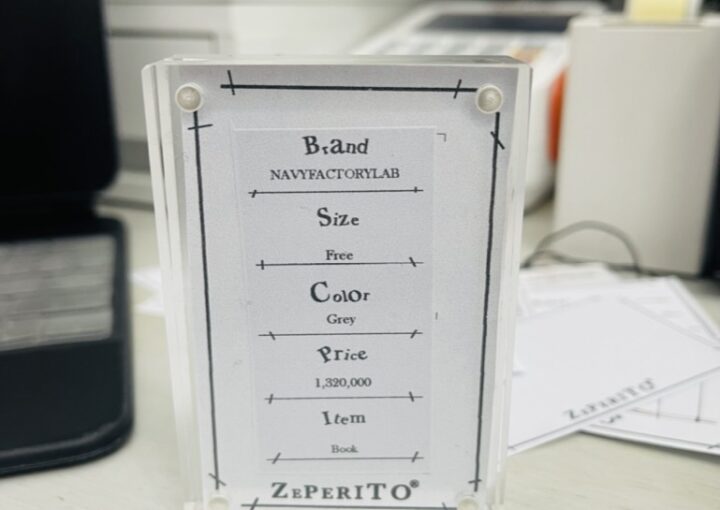 Brand
NAVYFACTORYLAB
Size
Free
Color
Grey
Price
1,320,000
Item
Book
ZEPERITO®
ZEPERITO®